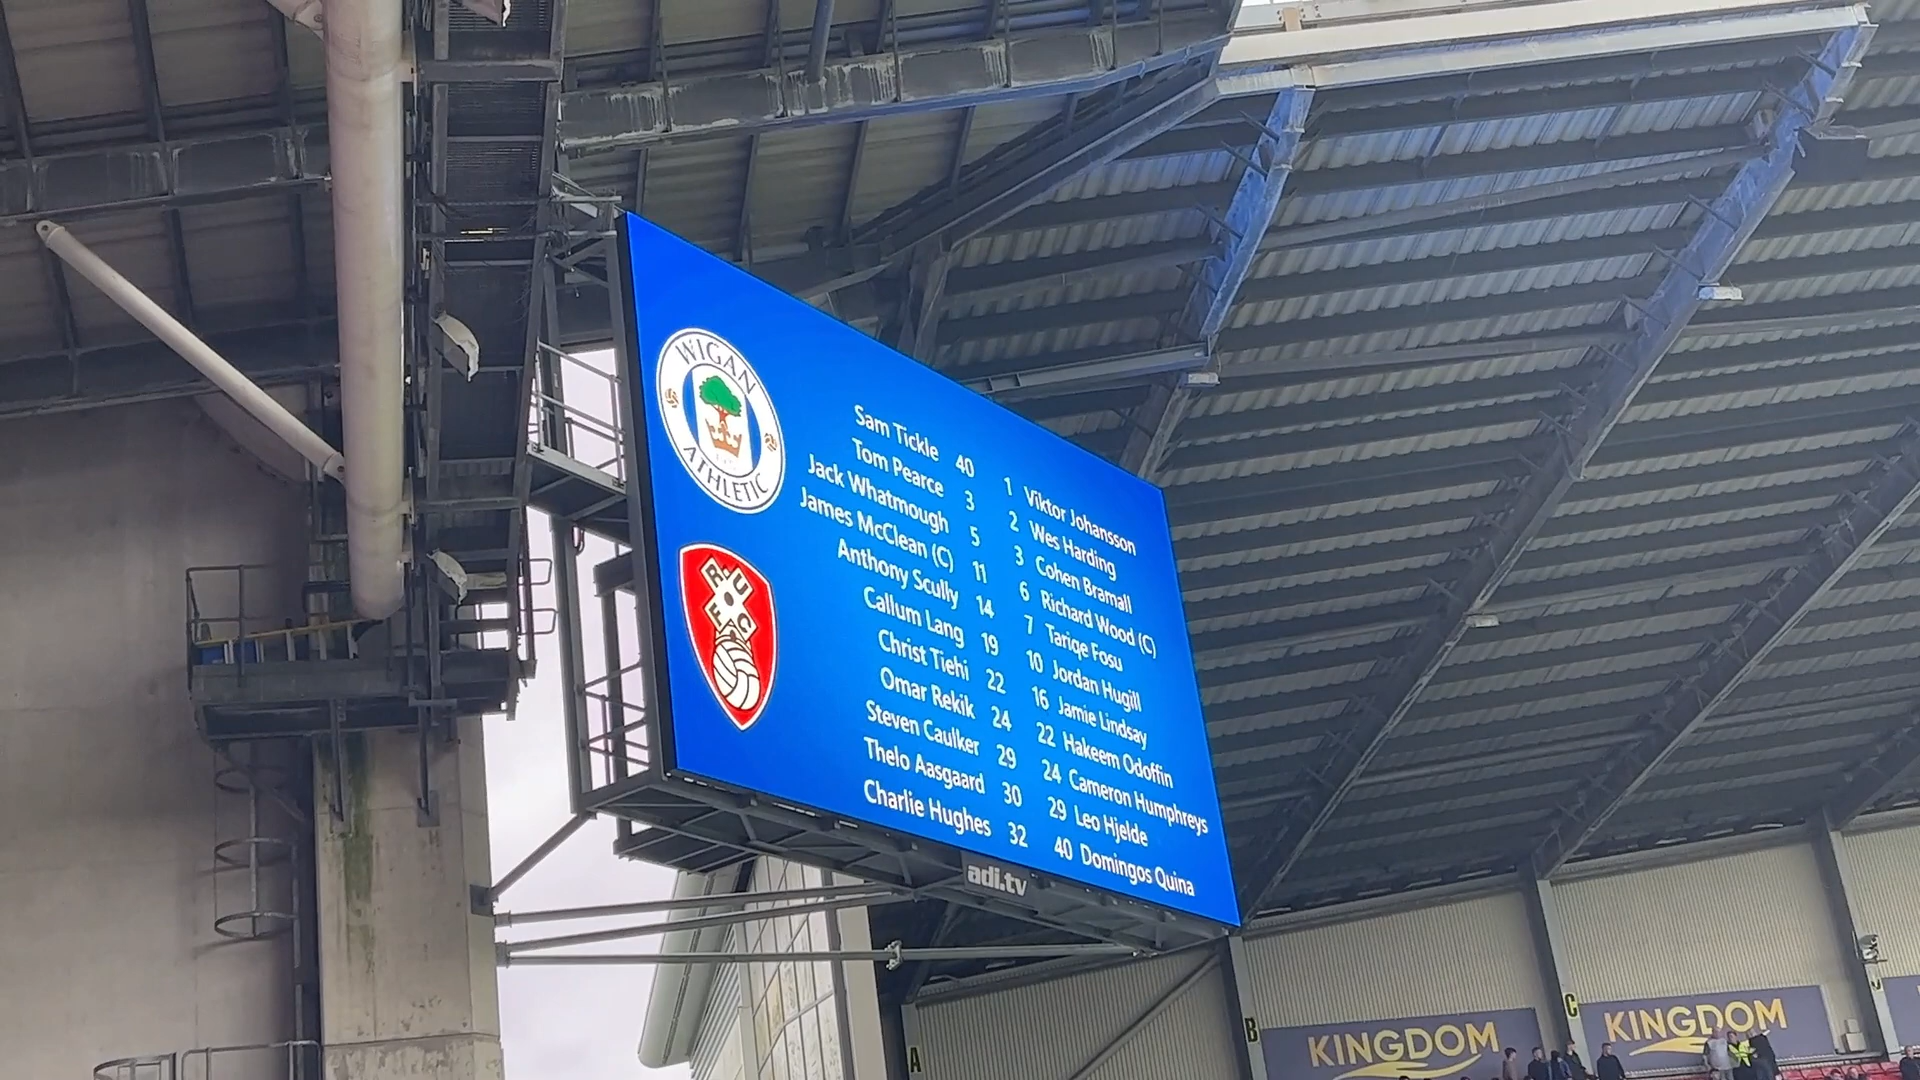 WIGAN
ATHLETIC
R.U
F.C
Sam Tickle 40
Tom Pearce 3
Jack Whatmough 5
James McClean (C) 11
Anthony Scully 14
Callum Lang 19
Christ Tiehi 22
Omar Rekik 24
Steven Caulker 29
Thelo Aasgaard 30
Charlie Hughes 32
1 Viktor Johansson
2 Wes Harding
3 Cohen Bramall
6 Richard Wood (C)
7 Tariqe Fosu
10 Jordan Hugill
16 Jamie Lindsay
22 Hakeem Odoffin
24 Cameron Humphreys
29 Leo Hjelde
40 Domingos Quina
adi.tv
A
B
C
KINGDOM
KINGDOM